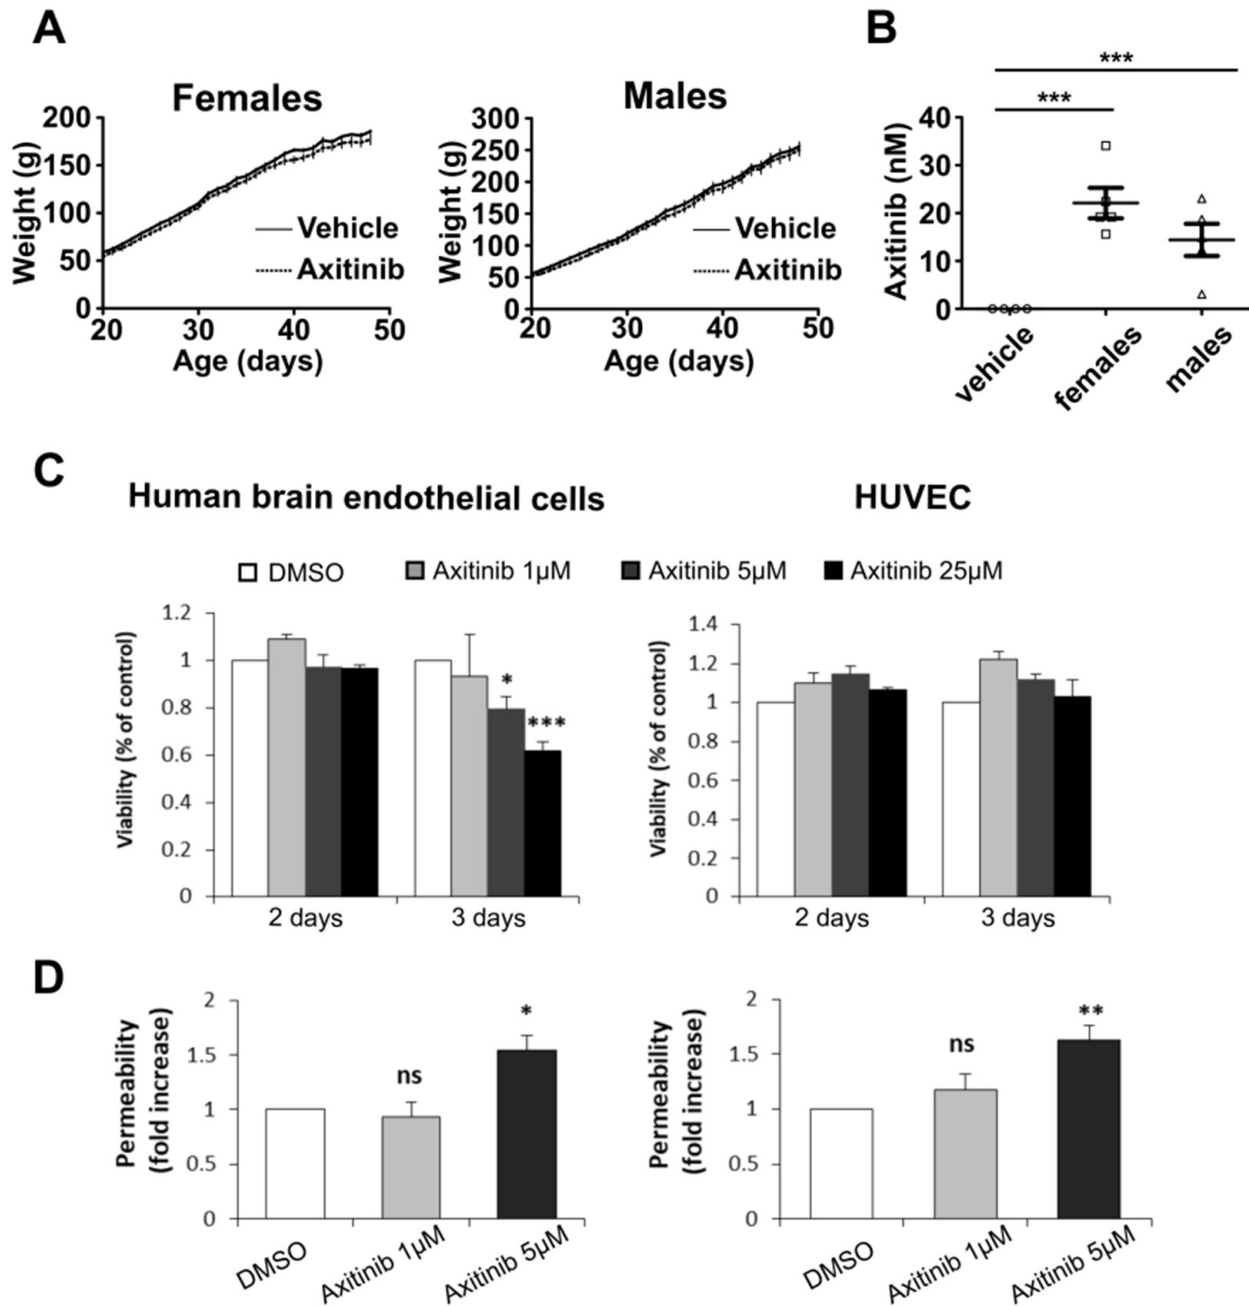 A
B
Females
Males
***
***
Weight (g)
200
150
100
50
0
Vehicle
Axitinib
20
30
40
50
Age (days)
Weight (g)
300
250
200
150
100
50
0
Vehicle
Axitinib
20
30
40
50
Age (days)
Axitinib (nM)
40
30
20
10
0
vehicle
females
males
C
Human brain endothelial cells
HUVEC
DMSO
Axitinib 1µM
Axitinib 5µM
Axitinib 25µM
Viability (% of control)
1.2
1
0.8
0.6
0.4
0.2
0
*
***
2 days
3 days
Viability (% of control)
1.4
1.2
1
0.8
0.6
0.4
0.2
0
2 days
3 days
D
Permeability
(fold increase)
2
1.5
1
0.5
0
ns
*
DMSO
Axitinib 1µM
Axitinib 5µM
Permeability
(fold increase)
2
1.5
1
0.5
0
ns
**
DMSO
Axitinib 1µM
Axitinib 5µM